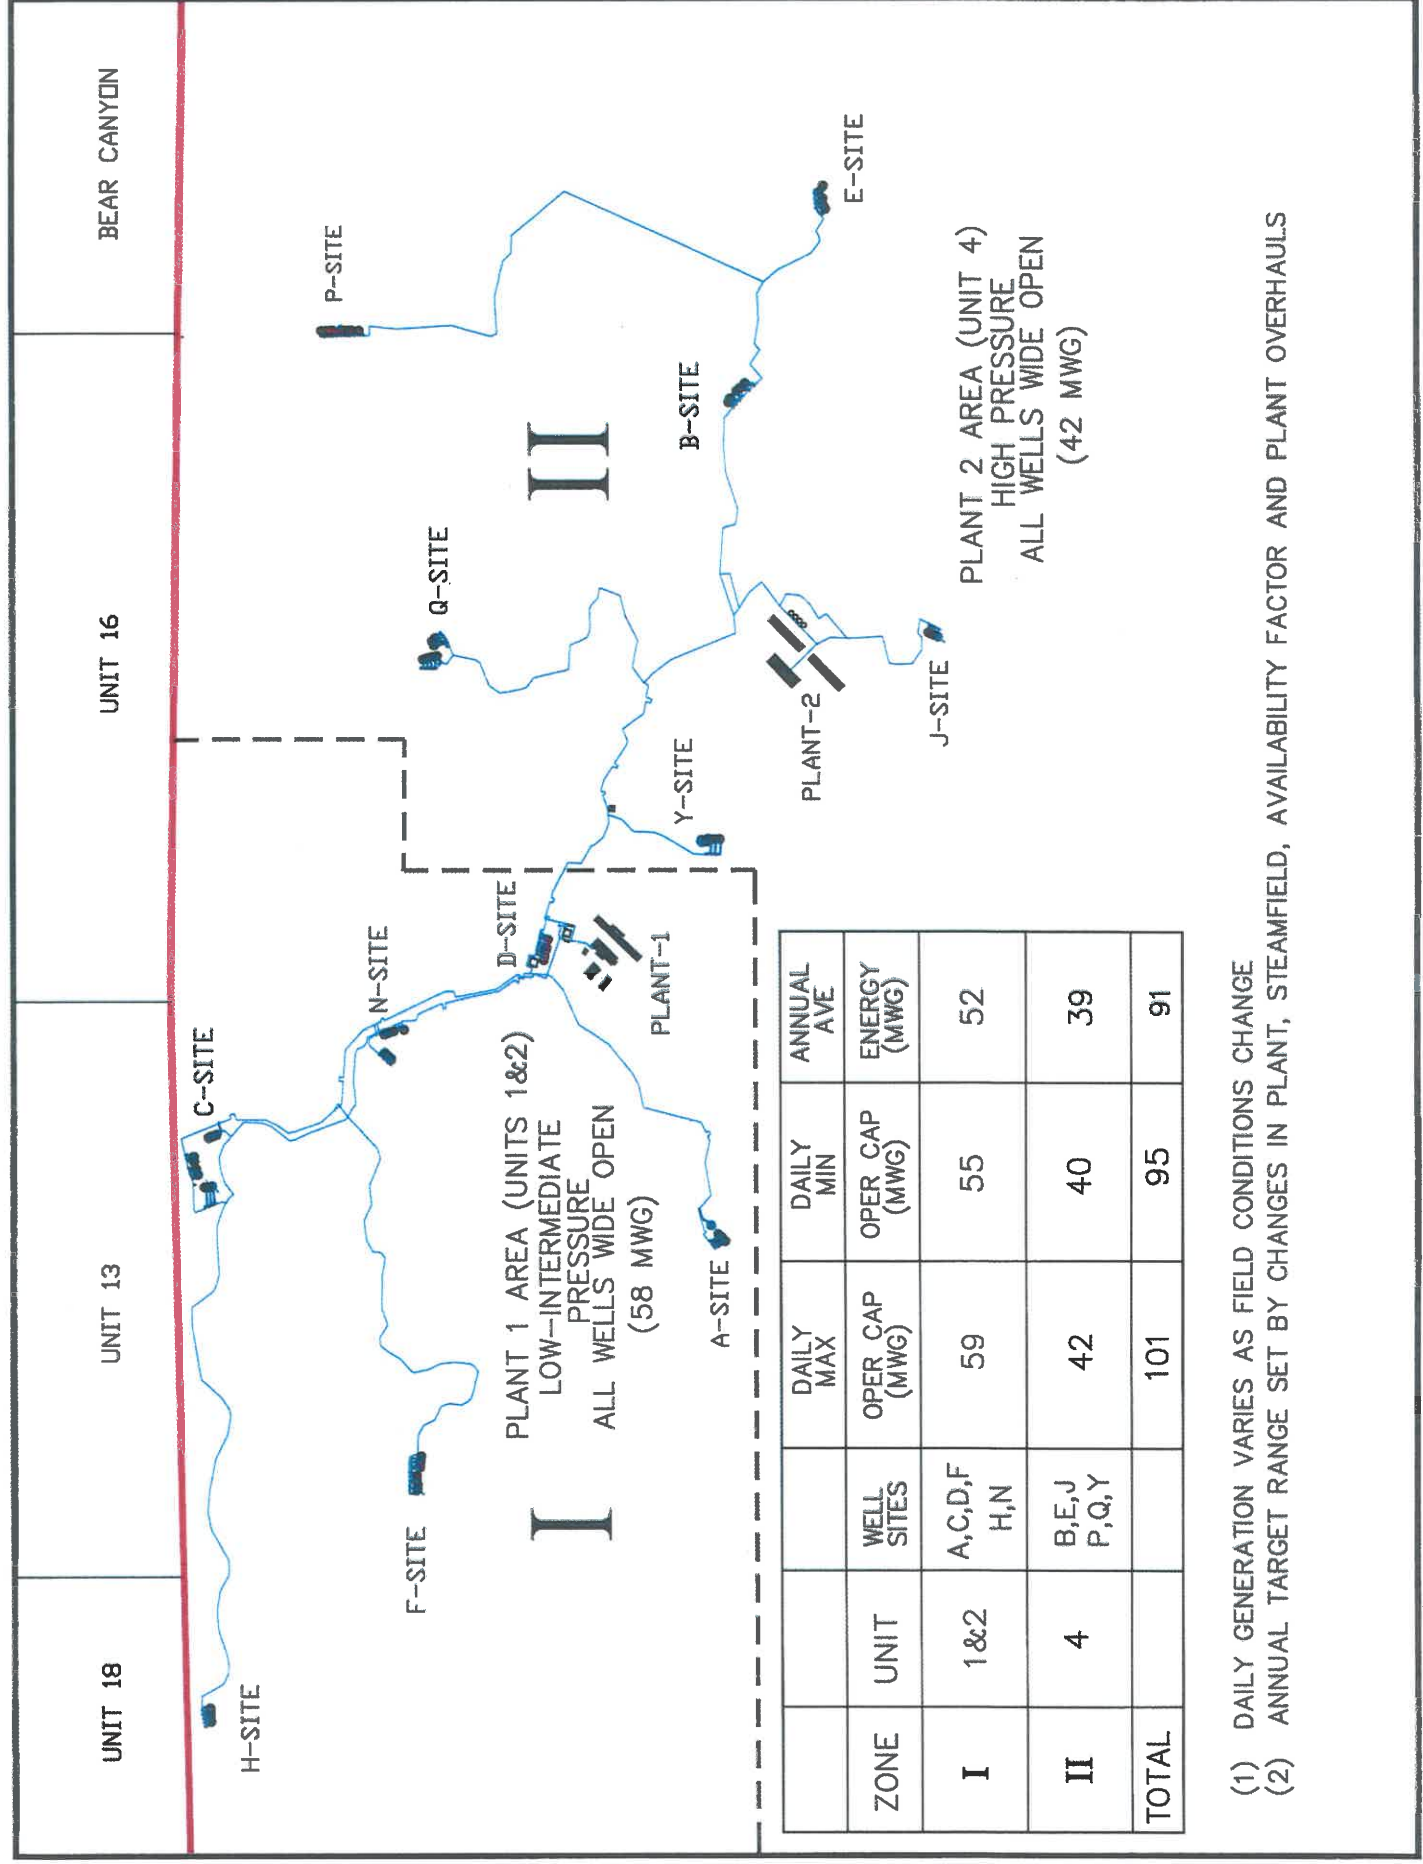 UNIT 18
UNIT 13
UNIT 16
BEAR CANYON
H-SITE
C-SITE
P-SITE
F-SITE
N-SITE
Q-SITE
I
II
D-SITE
PLANT 1 AREA (UNITS 1&2)
LOW-INTERMEDIATE
PRESSURE
ALL WELLS WIDE OPEN
(58 MWG)
PLANT-1
A-SITE
Y-SITE
B-SITE
E-SITE
PLANT-2
J-SITE
PLANT 2 AREA (UNIT 4)
HIGH PRESSURE
ALL WELLS WIDE OPEN
(42 MWG)
DAILY MAX DAILY MIN ANNUAL AVE
ZONE UNIT WELL SITES OPER CAP (MWG) OPER CAP (MWG) ENERGY (MWG)
I 1&2 A,C,D,F H,N 59 55 52
II 4 B,E,J P,Q,Y 42 40 39
TOTAL 101 95 91
(1) DAILY GENERATION VARIES AS FIELD CONDITIONS CHANGE
(2) ANNUAL TARGET RANGE SET BY CHANGES IN PLANT, STEAMFIELD, AVAILABILITY FACTOR AND PLANT OVERHAULS